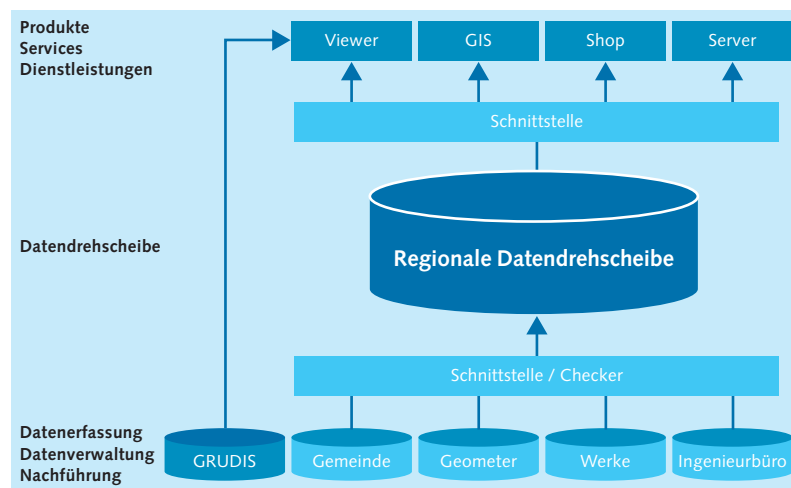 Produkte
Services
Dienstleistungen
Viewer
GIS
Shop
Server
Schnittstelle
Datendrehscheibe
Regionale Datendrehscheibe
Schnittstelle / Checker
Datenerfassung
Datenverwaltung
Nachführung
GRUDIS
Gemeinde
Geometer
Werke
Ingenieurbüro